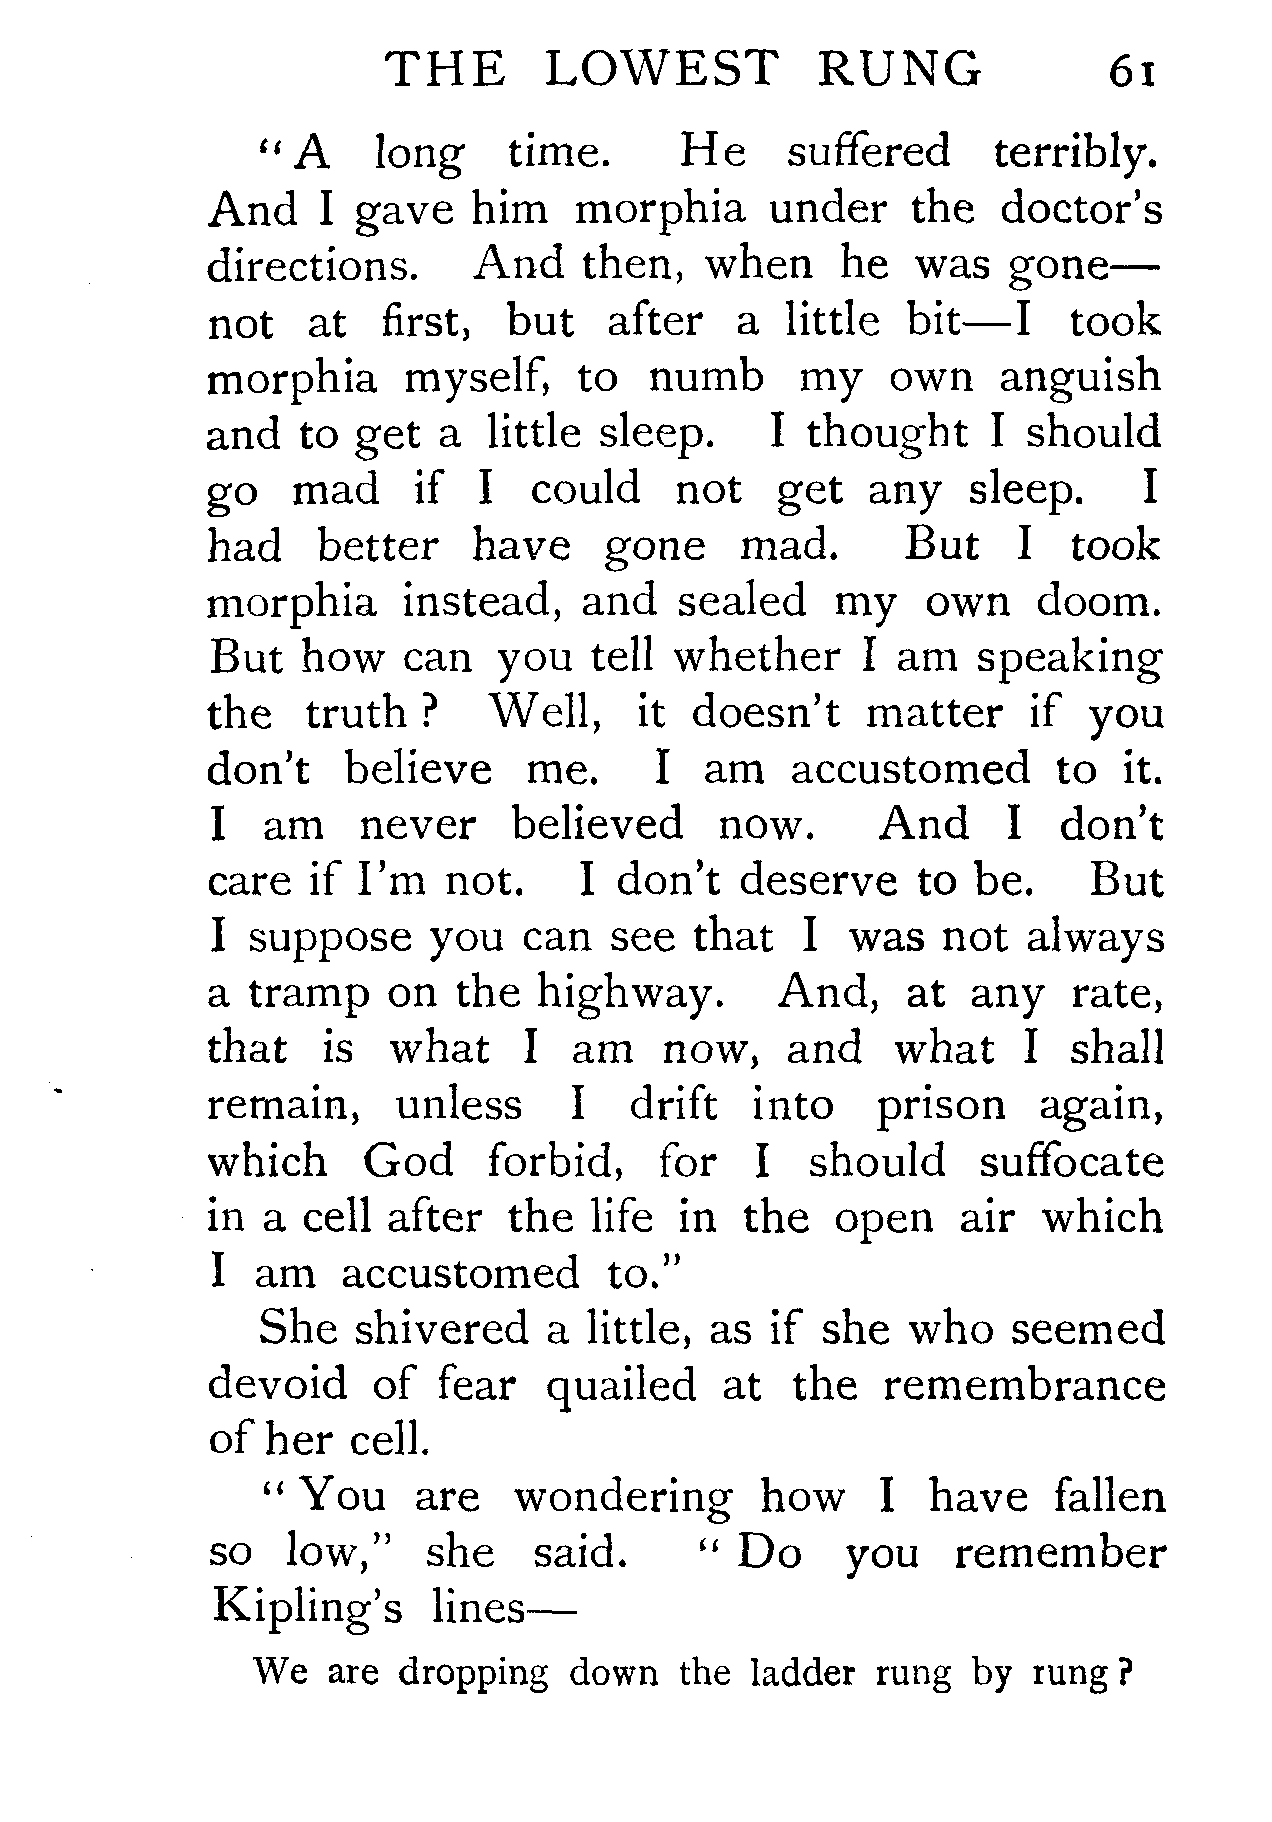 THE LOWEST RUNG 61
“ A long time. He suffered terribly.
And I gave him morphia under the doctor’s
directions. And then, when he was gone—
not at first, but after a little bit—I took
morphia myself, to numb my own anguish
and to get a little sleep. I thought I should
go mad if I could not get any sleep. I
had better have gone mad. But I took
morphia instead, and sealed my own doom.
But how can you tell whether I am speaking
the truth ? Well, it doesn’t matter if you
don’t believe me. I am accustomed to it.
I am never believed now. And I don’t
care if I’m not. I don’t deserve to be. But
I suppose you can see that I was not always
a tramp on the highway. And, at any rate,
that is what I am now, and what I shall
remain, unless I drift into prison again,
which God forbid, for I should suffocate
in a cell after the life in the open air which
I am accustomed to.”
She shivered a little, as if she who seemed
devoid of fear quailed at the remembrance
of her cell.
“ You are wondering how I have fallen
so low,” she said. “ Do you remember
Kipling’s lines—
We are dropping down the ladder rung by rung ?